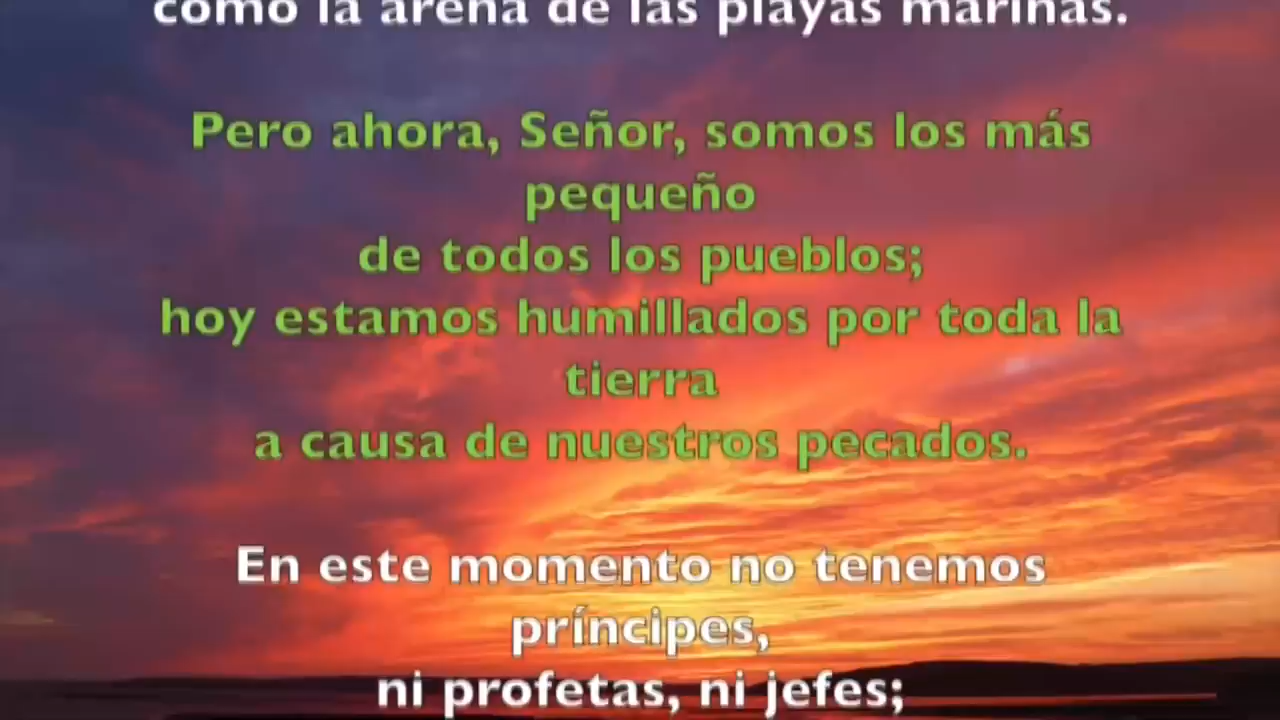 como la arena de las playas marinas.
Pero ahora, Señor, somos los más
pequeño
de todos los pueblos;
hoy estamos humillados por toda la
tierra
a causa de nuestros pecados.
En este momento no tenemos
príncipes,
ni profetas, ni jefes;